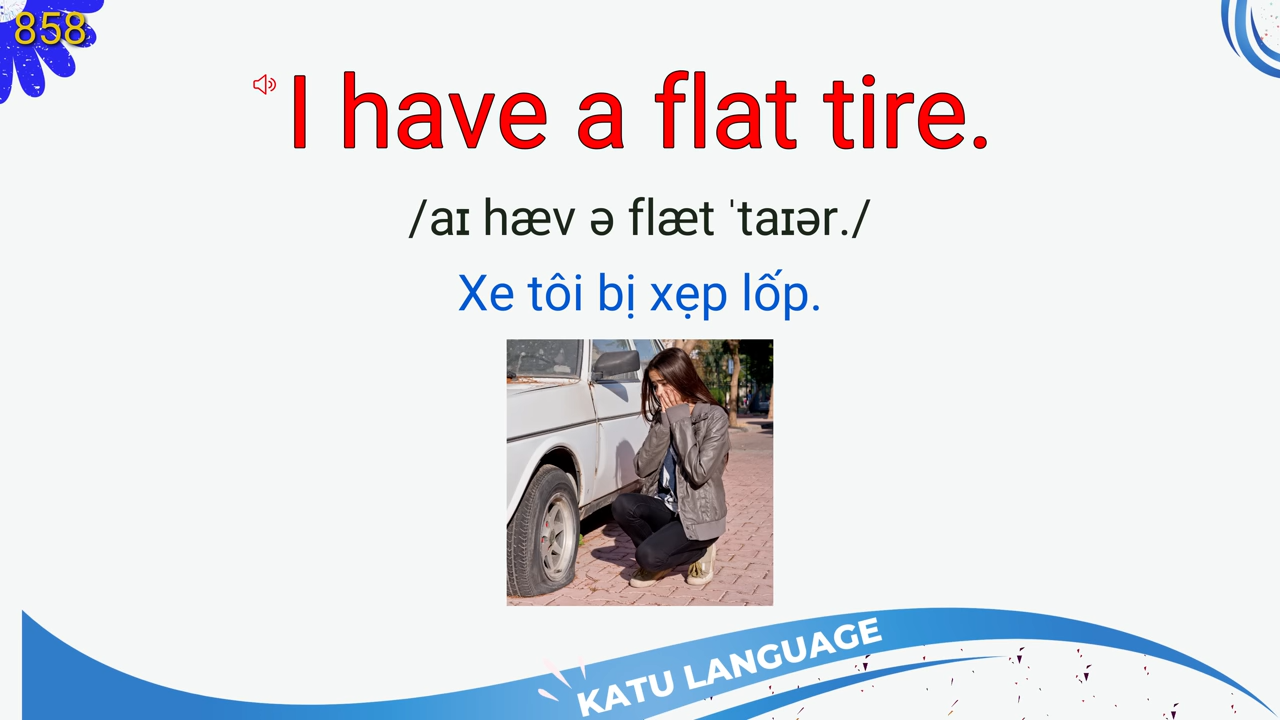 858
I have a flat tire.
/aɪ hæv ə flæt ˈtaɪər./
Xe tôi bị xẹp lốp.
KATU LANGUAGE